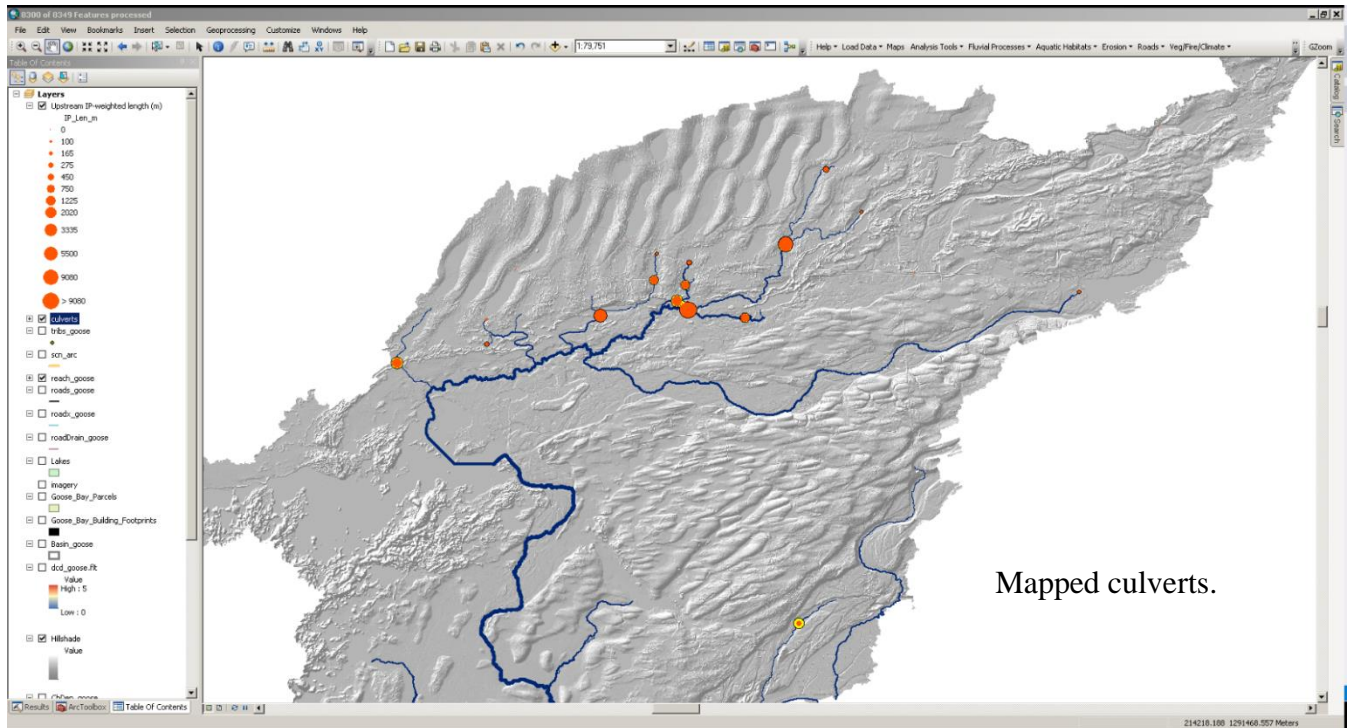 8300 of 8349 Features processed
File Edit View Bookmarks Insert Selection Geoprocessing Customize Windows Help
1:79,751 Help Load Data Maps Analysis Tools Fluvial Processes Aquatic Habitats Erosion Roads Veg/Fire/Climate GZoom
Table Of Contents
Layers
Upstream IP-weighted length (m)
IP_Len_m
0
100
165
275
450
750
1225
2020
3335
5500
9080
> 9080
culverts
tribs_goose
scn_arc
reach_goose
roads_goose
roadx_goose
roadDrain_goose
Lakes
imagery
Goose_Bay_Parcels
Goose_Bay_Building_Footprints
Basin_goose
dcd_goose.flt
Value
High : 5
Low : 0
Hillshade
Value
Results ArcToolbox Table Of Contents
Catalog
Search
Mapped culverts.
214218.188 1291468.557 Meters